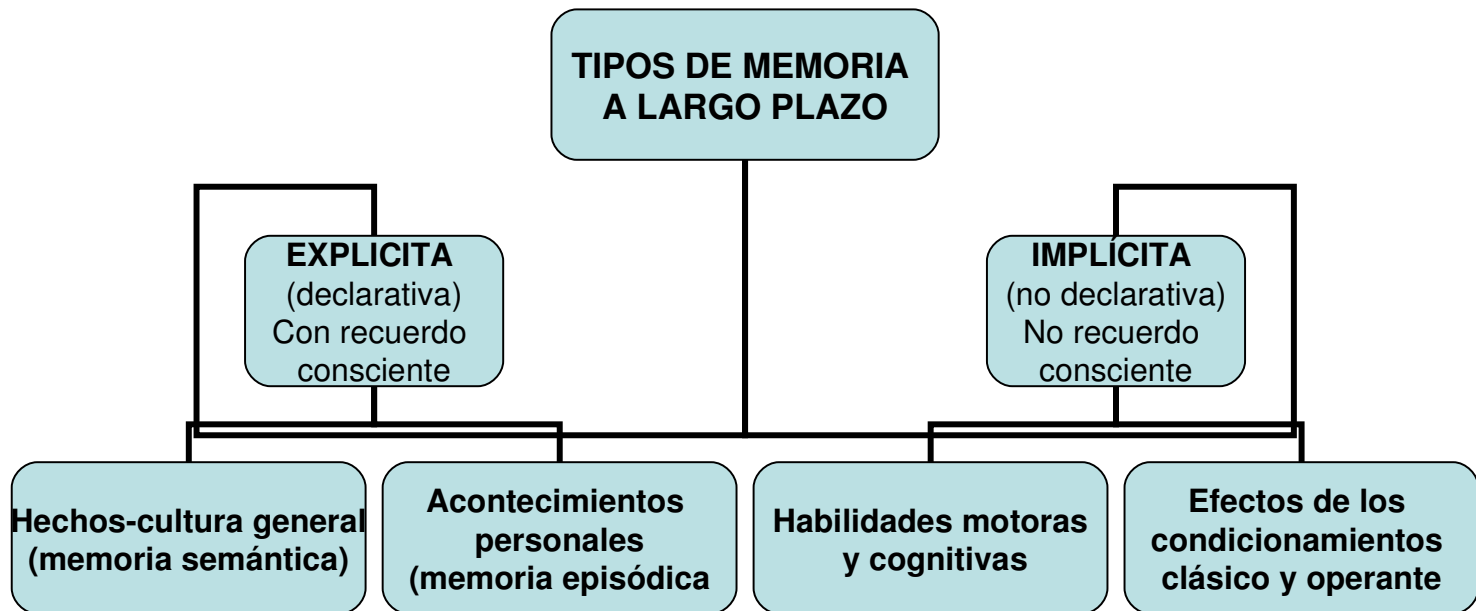 TIPOS DE MEMORIA
A LARGO PLAZO
EXPLICITA
(declarativa)
Con recuerdo
consciente
IMPLÍCITA
(no declarativa)
No recuerdo
consciente
Hechos-cultura general
(memoria semántica)
Acontecimientos
personales
(memoria episódica
Habilidades motoras
y cognitivas
Efectos de los
condicionamientos
clásico y operante